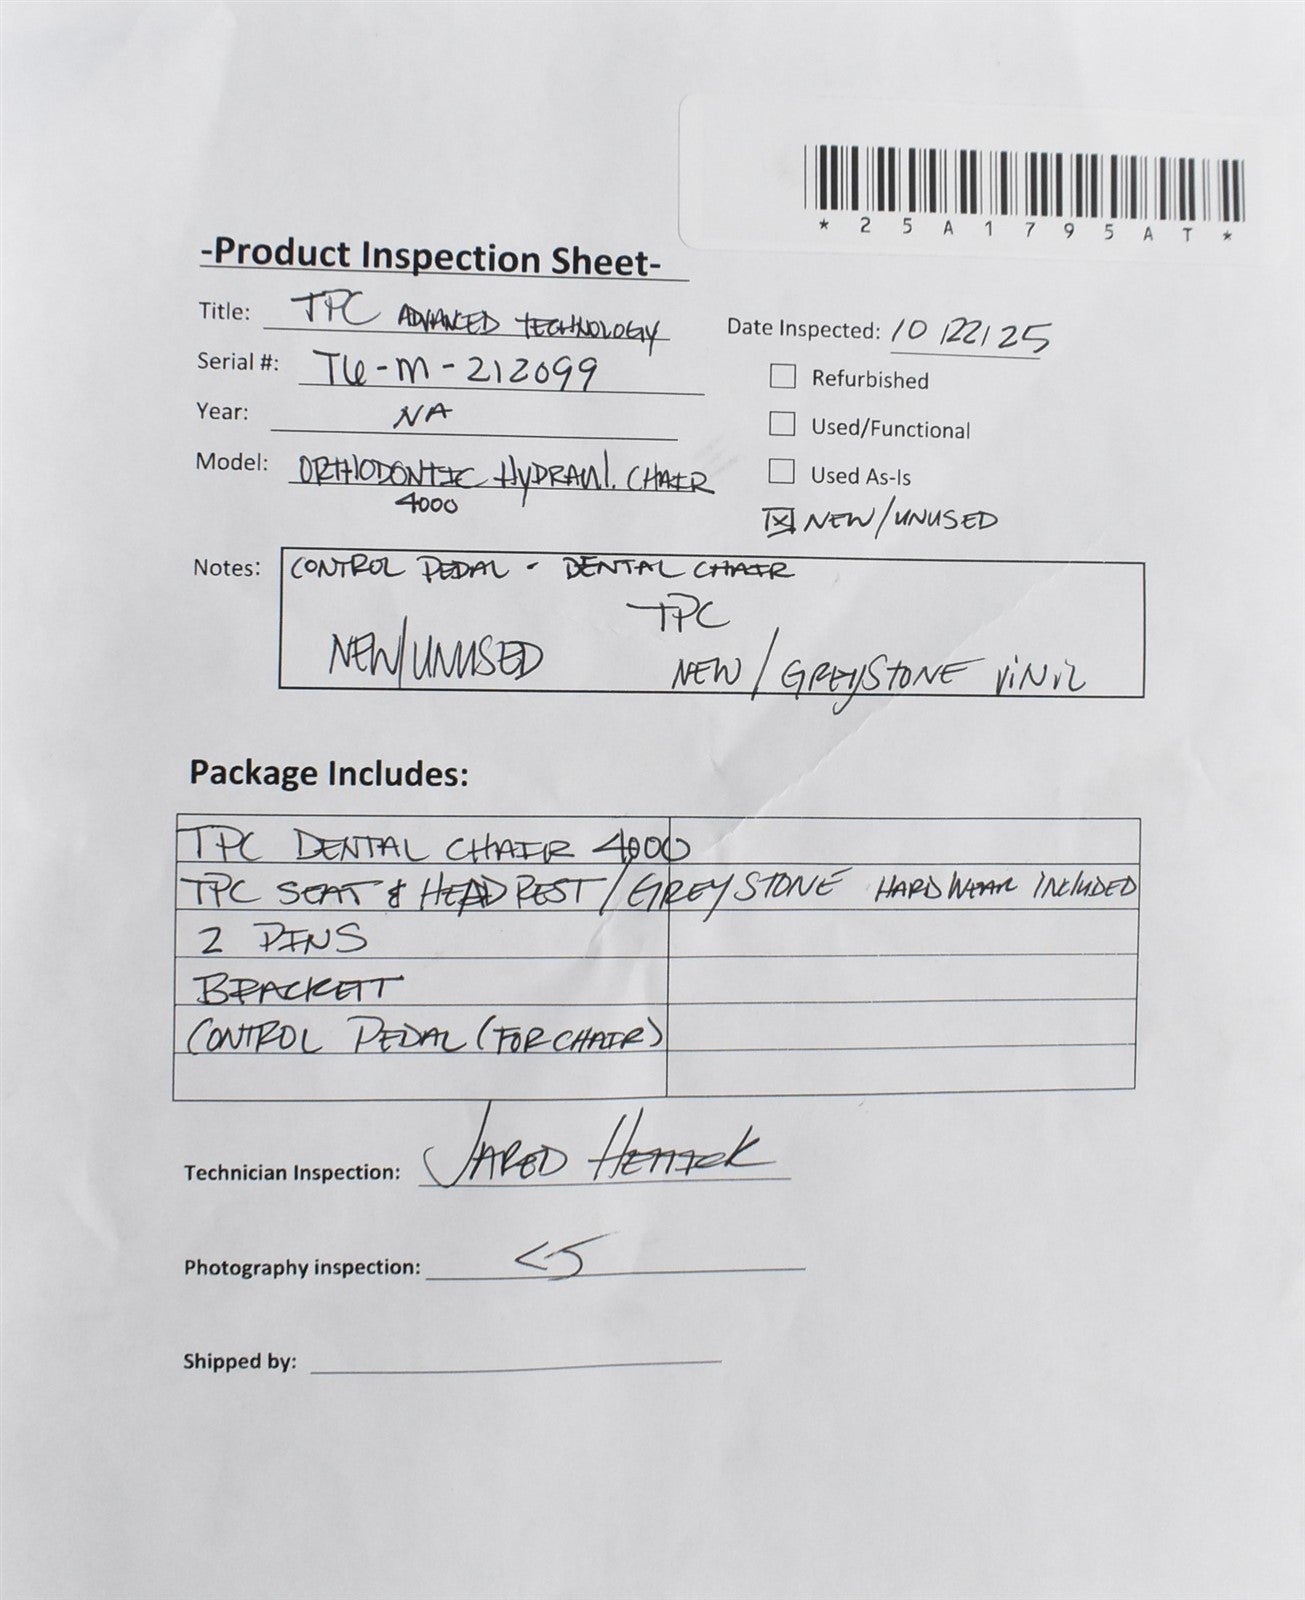 *25A1795AT*
-Product Inspection Sheet-
Title: TPC ADVANCED TECHNOLOGY
Date Inspected: 10/22/25
Serial #: T6-M-212099
Refurbished
Year: NA
Used/Functional
Model: ORTHODONTIC HYDRAUL. CHAIR
4000
Used As-Is
NEW/UNUSED
Notes: CONTROL PEDAL - DENTAL CHAIR
TPC
NEW/UNUSED
NEW / GREYSTONE VINIL
Package Includes:
TPC DENTAL CHAIR 4000
TPC SEAT & HEAD REST / GREYSTONE HARDWEAR INCLUDED
2 PINS
BRACKETT
CONTROL PEDAL (FOR CHAIR)
Technician Inspection: JARED
Photography inspection:
Shipped by: